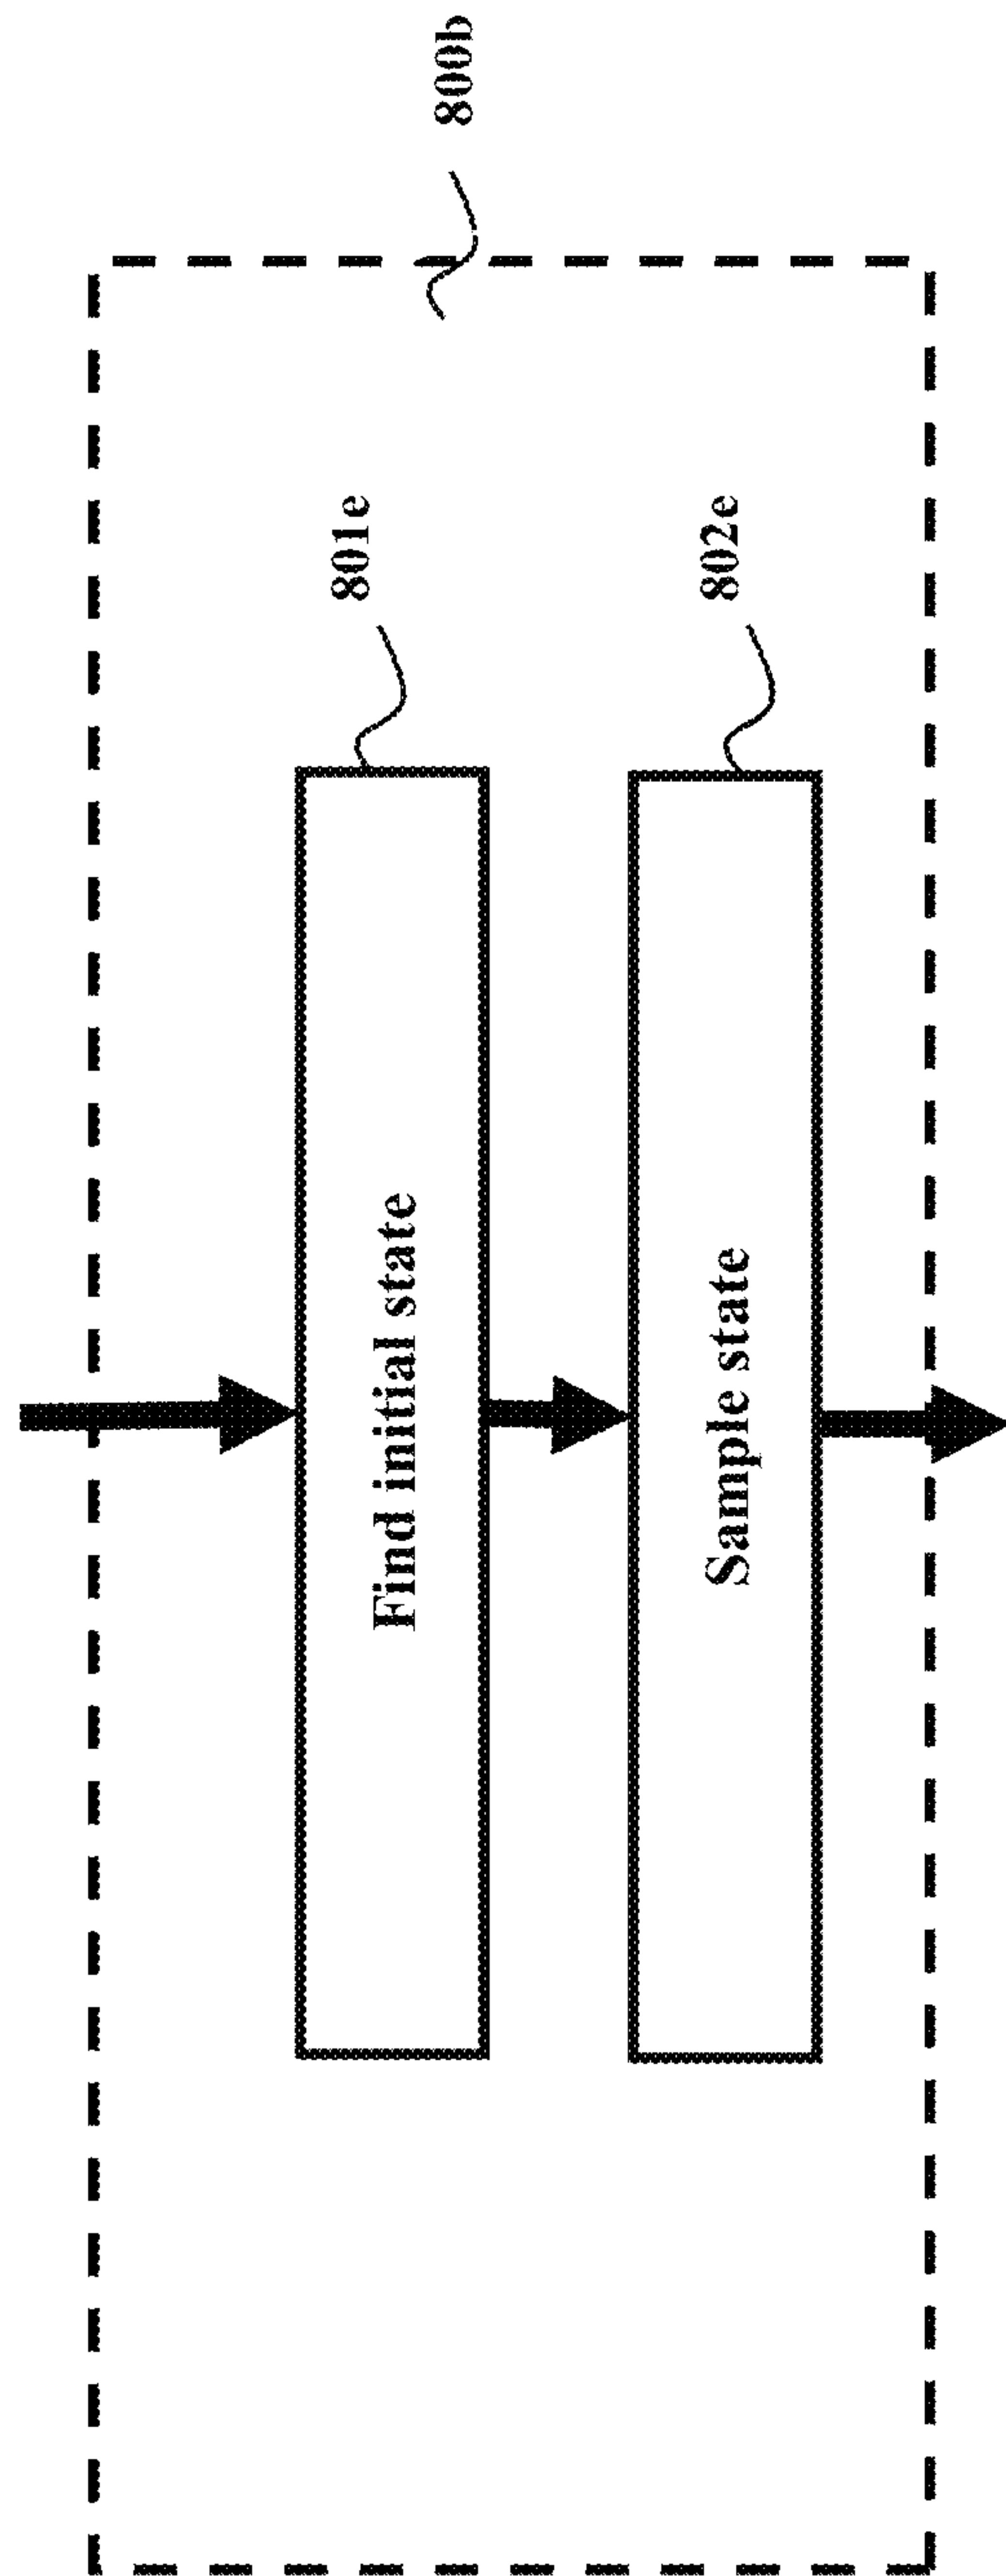 800b
801e
Find initial state
802e
Sample state